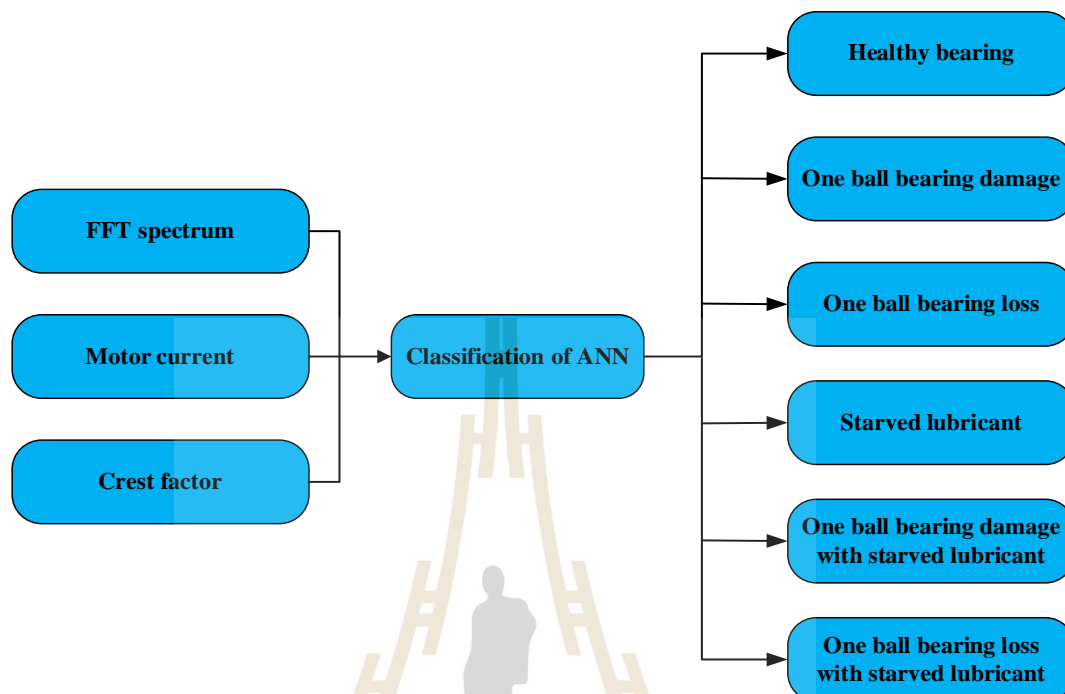 FFT spectrum
Motor current
Crest factor
Classification of ANN
Healthy bearing
One ball bearing damage
One ball bearing loss
Starved lubricant
One ball bearing damage
with starved lubricant
One ball bearing loss
with starved lubricant